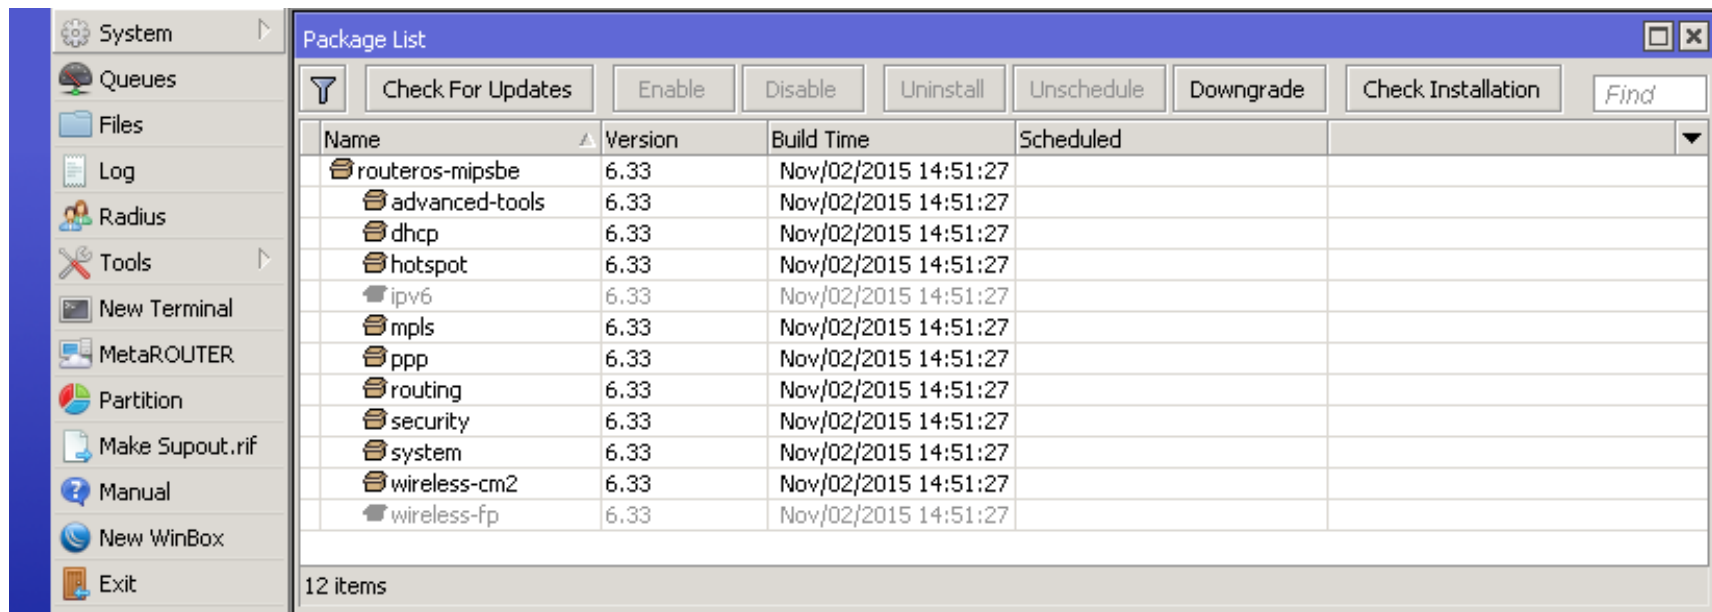 System
Queues
Files
Log
Radius
Tools
New Terminal
MetaROUTER
Partition
Make Supout.rif
Manual
New WinBox
Exit
Package List
Check For Updates Enable Disable Uninstall Unschedule Downgrade Check Installation Find
Name Version Build Time Scheduled
routeros-mipsbe 6.33 Nov/02/2015 14:51:27
advanced-tools 6.33 Nov/02/2015 14:51:27
dhcp 6.33 Nov/02/2015 14:51:27
hotspot 6.33 Nov/02/2015 14:51:27
ipv6 6.33 Nov/02/2015 14:51:27
mpls 6.33 Nov/02/2015 14:51:27
ppp 6.33 Nov/02/2015 14:51:27
routing 6.33 Nov/02/2015 14:51:27
security 6.33 Nov/02/2015 14:51:27
system 6.33 Nov/02/2015 14:51:27
wireless-cm2 6.33 Nov/02/2015 14:51:27
wireless-fp 6.33 Nov/02/2015 14:51:27
12 items